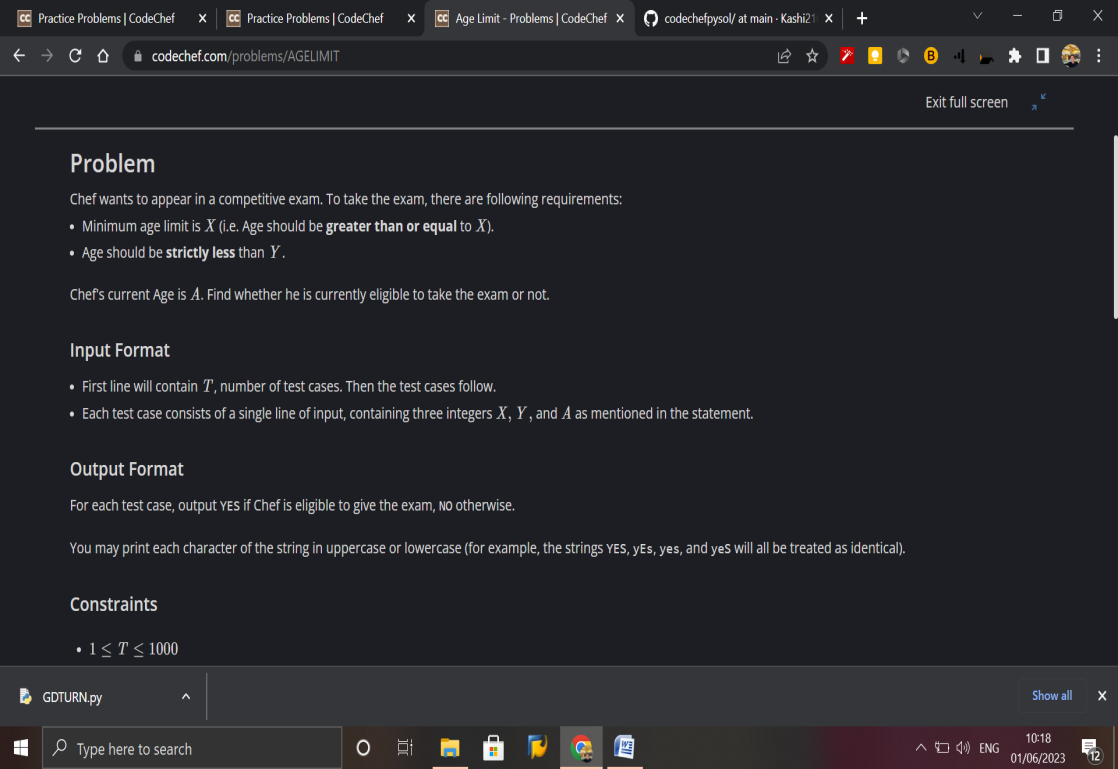 Practice Problems | CodeChef
Practice Problems | CodeChef
Age Limit - Problems | CodeChef
codechefpysol/ at main · Kashi21
codechef.com/problems/AGELIMIT
Exit full screen
Problem
Chef wants to appear in a competitive exam. To take the exam, there are following requirements:
• Minimum age limit is X (i.e. Age should be greater than or equal to X).
• Age should be strictly less than Y.
Chef's current Age is A. Find whether he is currently eligible to take the exam or not.
Input Format
• First line will contain T, number of test cases. Then the test cases follow.
• Each test case consists of a single line of input, containing three integers X, Y, and A as mentioned in the statement.
Output Format
For each test case, output YES if Chef is eligible to give the exam, NO otherwise.
You may print each character of the string in uppercase or lowercase (for example, the strings YES, yEs, yes, and yeS will all be treated as identical).
Constraints
• 1 ≤ T ≤ 1000
GDTURN.py
Show all
Type here to search
ENG
10:18
01/06/2023
12